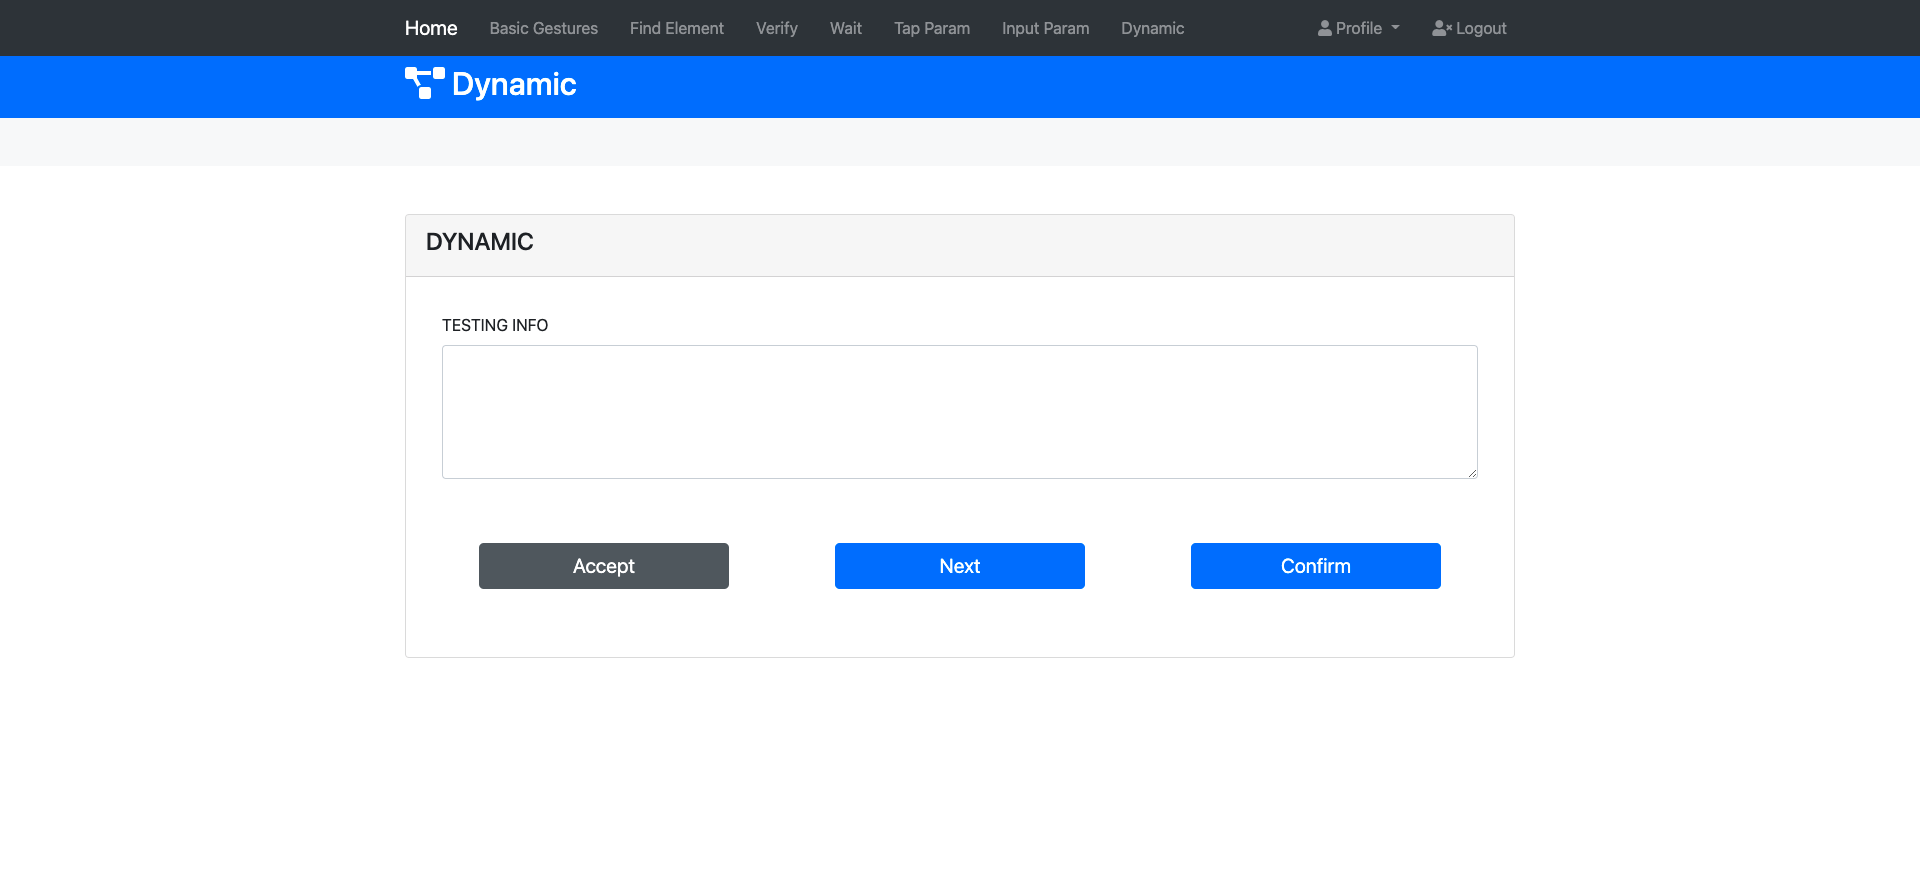 Home Basic Gestures Find Element Verify Wait Tap Param Input Param Dynamic Profile Logout
Dynamic
DYNAMIC
TESTING INFO
Accept Next Confirm